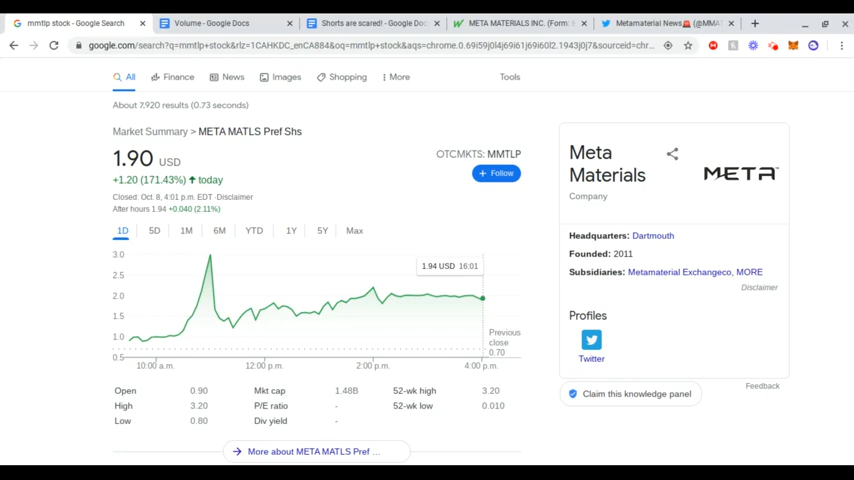 mmtlp stock - Google Search
Volume - Google Docs
Shorts are scared! - Google Doc
META MATERIALS INC. (Form: 8
Metamaterial News🚨 (@MMAT
google.com/search?q=mmtlp+stock&rlz=1CAHKDC_enCA884&oq=mmtlp+stock&aqs=chrome.0.69i59j0l4j69i61j69i60l2.1943j0j7&sourceid=chr...
All
Finance
News
Images
Shopping
More
Tools
About 7,920 results (0.73 seconds)
Market Summary > META MATLS Pref Shs
1.90 USD
+1.20 (171.43%) ↑ today
Closed: Oct. 8, 4:01 p.m. EDT · Disclaimer
After hours 1.94 +0.040 (2.11%)
OTCMKTS: MMTLP
+ Follow
1D 5D 1M 6M YTD 1Y 5Y Max
3.0
2.5
2.0
1.5
1.0
0.5
1.94 USD 16:01
Previous
close
0.70
10:00 a.m. 12:00 p.m. 2:00 p.m. 4:00 p.m.
Open 0.90 Mkt cap 1.48B 52-wk high 3.20
High 3.20 P/E ratio - 52-wk low 0.010
Low 0.80 Div yield -
More about META MATLS Pref ...
Meta
Materials
Company
META
Headquarters: Dartmouth
Founded: 2011
Subsidiaries: Metamaterial Exchangeco, MORE
Disclaimer
Profiles
Twitter
Feedback
Claim this knowledge panel